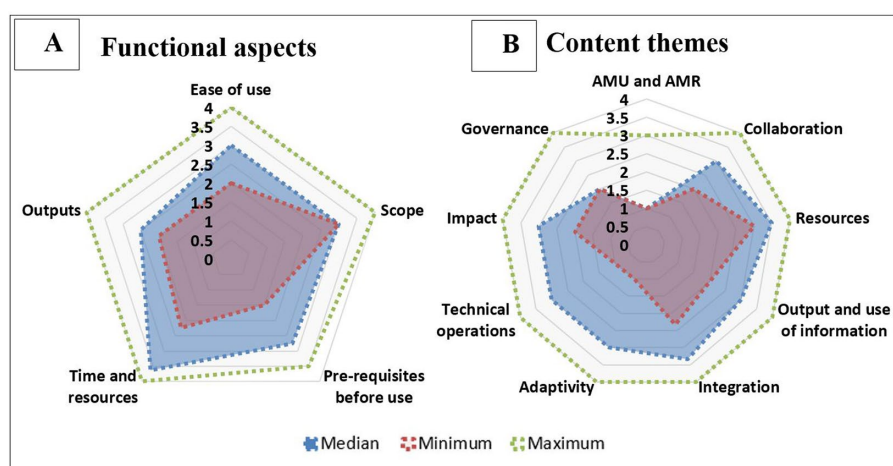 A
Functional aspects
Ease of use
4
3.5
3
2.5
2
1.5
1
0.5
0
Outputs
Scope
Time and
resources
Pre-requisites
before use
B
Content themes
AMU and AMR
4
3.5
3
2.5
2
1.5
1
0.5
0
Governance
Collaboration
Impact
Resources
Technical
operations
Output and use
of information
Adaptivity
Integration
Median
Minimum
Maximum